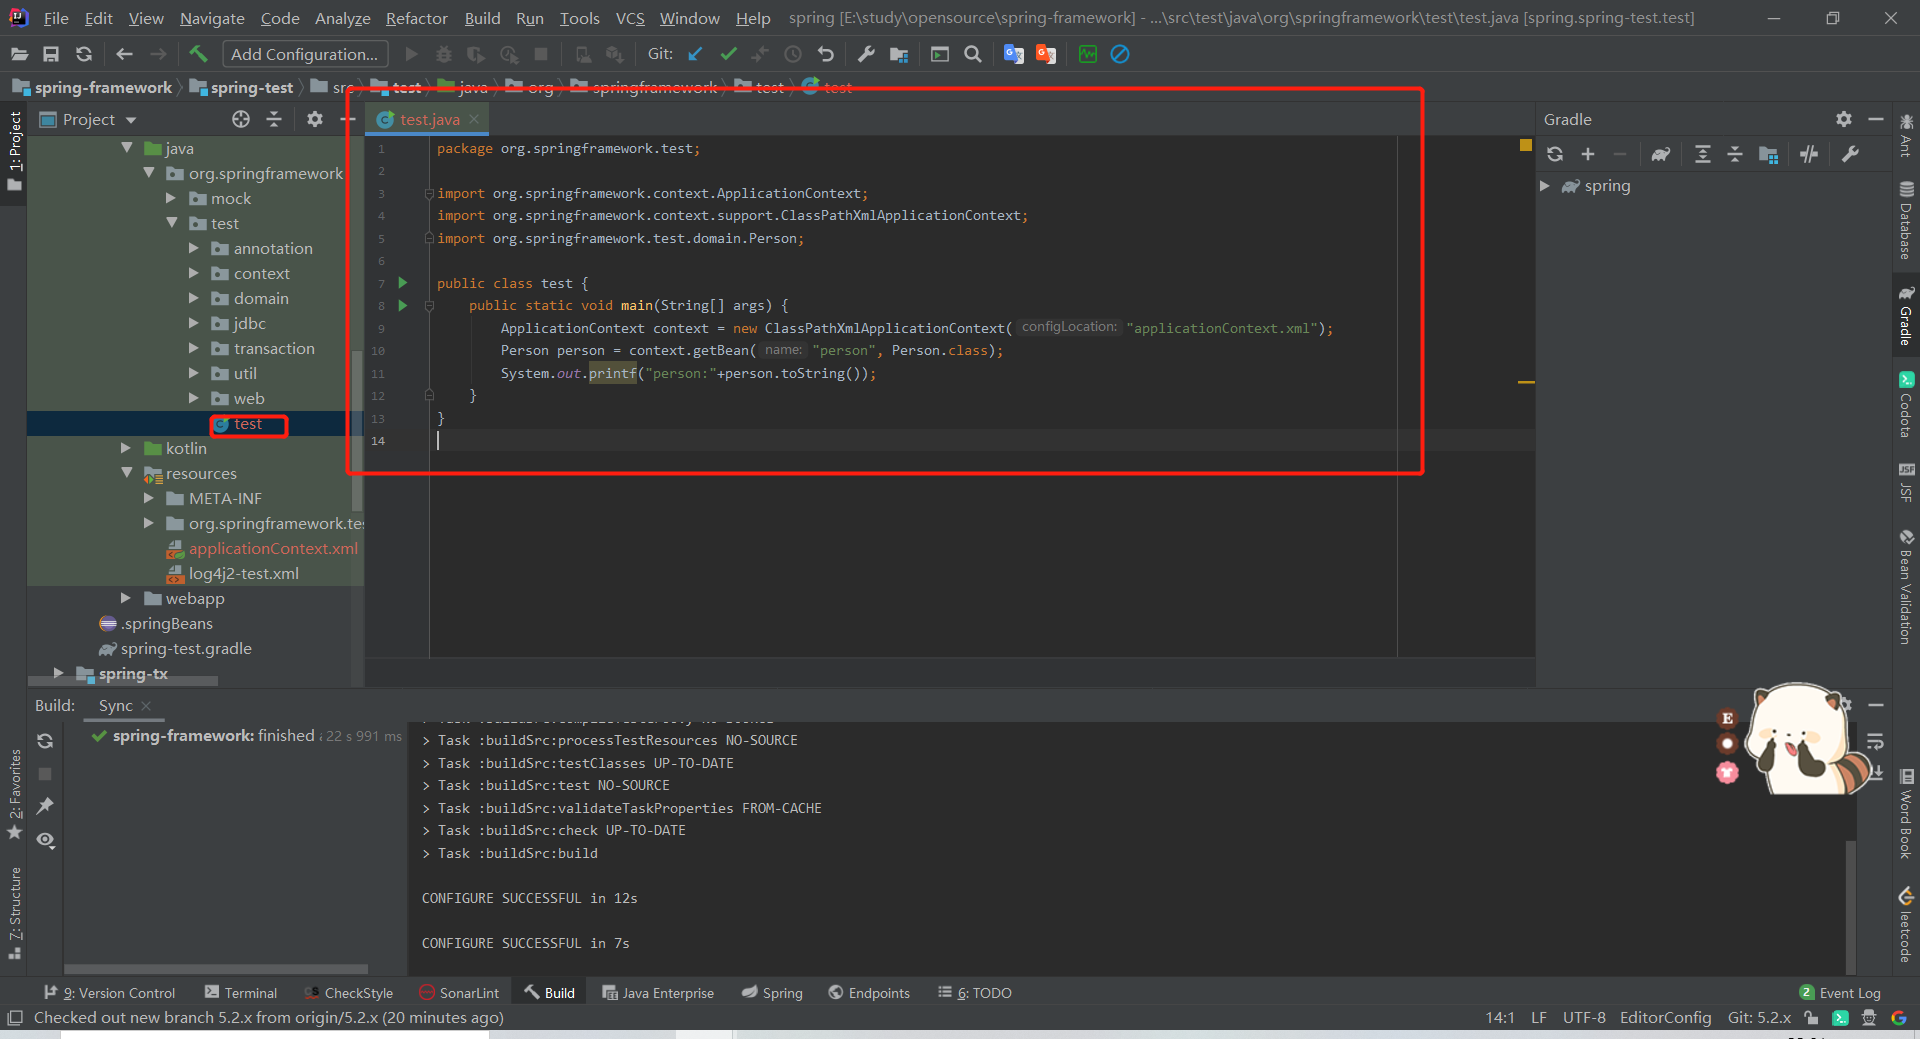 File Edit View Navigate Code Analyze Refactor Build Run Tools VCS Window Help spring [E:\study\opensource\spring-framework] - ...\src\test\java\org\springframework\test\test.java [spring.spring-test.test]
Add Configuration... Git:
spring-framework spring-test src test java org springframework test test
1: Project
Project
java
org.springframework
mock
test
annotation
context
domain
jdbc
transaction
util
web
test
kotlin
resources
META-INF
org.springframework.te
applicationContext.xml
log4j2-test.xml
webapp
.springBeans
spring-test.gradle
spring-tx
test.java
1 package org.springframework.test;
2
3 import org.springframework.context.ApplicationContext;
4 import org.springframework.context.support.ClassPathXmlApplicationContext;
5 import org.springframework.test.domain.Person;
6
7 public class test {
8 public static void main(String[] args) {
9 ApplicationContext context = new ClassPathXmlApplicationContext( configLocation: "applicationContext.xml");
10 Person person = context.getBean( name: "person", Person.class);
11 System.out.printf("person:"+person.toString());
12 }
13 }
14
Gradle
spring
Ant
Database
Gradle
Codota
JSF
JSF
Bean Validation
Word Book
leetcode
2: Favorites
7: Structure
Build: Sync
spring-framework: finished 22 s 991 ms
> Task :buildSrc:processTestResources NO-SOURCE
> Task :buildSrc:testClasses UP-TO-DATE
> Task :buildSrc:test NO-SOURCE
> Task :buildSrc:validateTaskProperties FROM-CACHE
> Task :buildSrc:check UP-TO-DATE
> Task :buildSrc:build
CONFIGURE SUCCESSFUL in 12s
CONFIGURE SUCCESSFUL in 7s
E
9: Version Control Terminal CheckStyle SonarLint Build Java Enterprise Spring Endpoints 6: TODO 2 Event Log
Checked out new branch 5.2.x from origin/5.2.x (20 minutes ago) 14:1 LF UTF-8 EditorConfig Git: 5.2.x